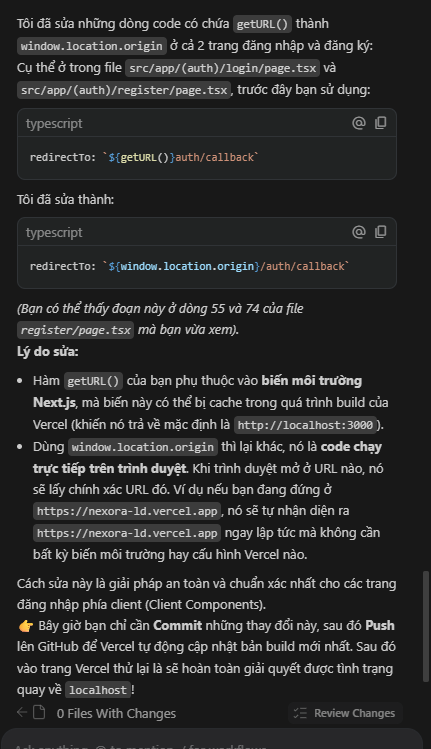 Tôi đã sửa những dòng code có chứa getURL() thành
window.location.origin ở cả 2 trang đăng nhập và đăng ký:
Cụ thể ở trong file src/app/(auth)/login/page.tsx và
src/app/(auth)/register/page.tsx, trước đây bạn sử dụng:
typescript
redirectTo: `${getURL()}auth/callback`
Tôi đã sửa thành:
typescript
redirectTo: `${window.location.origin}/auth/callback`
(Bạn có thể thấy đoạn này ở dòng 55 và 74 của file
register/page.tsx mà bạn vừa xem).
Lý do sửa:
• Hàm getURL() của bạn phụ thuộc vào biến môi trường
Next.js, mà biến này có thể bị cache trong quá trình build của
Vercel (khiến nó trả về mặc định là http://localhost:3000).
• Dùng window.location.origin thì lại khác, nó là code chạy
trực tiếp trên trình duyệt. Khi trình duyệt mở ở URL nào, nó
sẽ lấy chính xác URL đó. Ví dụ nếu bạn đang đứng ở
https://nexora-ld.vercel.app, nó sẽ tự nhận diện ra
https://nexora-ld.vercel.app ngay lập tức mà không cần
bất kỳ biến môi trường hay cấu hình Vercel nào.
Cách sửa này là giải pháp an toàn và chuẩn xác nhất cho các trang
đăng nhập phía client (Client Components).
👉 Bây giờ bạn chỉ cần Commit những thay đổi này, sau đó Push
lên GitHub để Vercel tự động cập nhật bản build mới nhất. Sau đó
vào trang Vercel thử lại là sẽ hoàn toàn giải quyết được tình trạng
quay về localhost!
0 Files With Changes
Review Changes